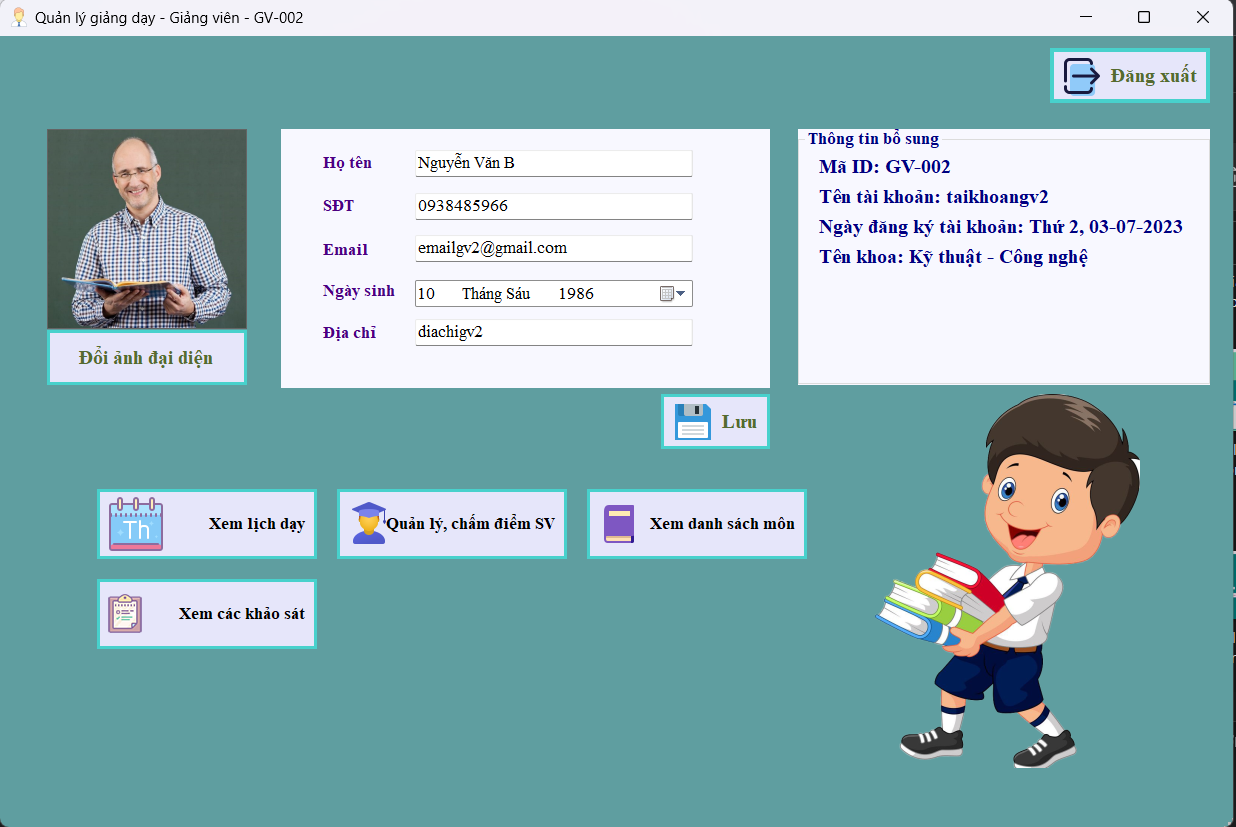 Quản lý giảng dạy - Giảng viên - GV-002
Đăng xuất
Họ tên
Nguyễn Văn B
SĐT
0938485966
Email
emailgv2@gmail.com
Ngày sinh
10 Tháng Sáu 1986
Địa chỉ
diachigv2
Thông tin bổ sung
Mã ID: GV-002
Tên tài khoản: taikhoangv2
Ngày đăng ký tài khoản: Thứ 2, 03-07-2023
Tên khoa: Kỹ thuật - Công nghệ
Đổi ảnh đại diện
Lưu
Th
Xem lịch dạy
Quản lý, chấm điểm SV
Xem danh sách môn
Xem các khảo sát